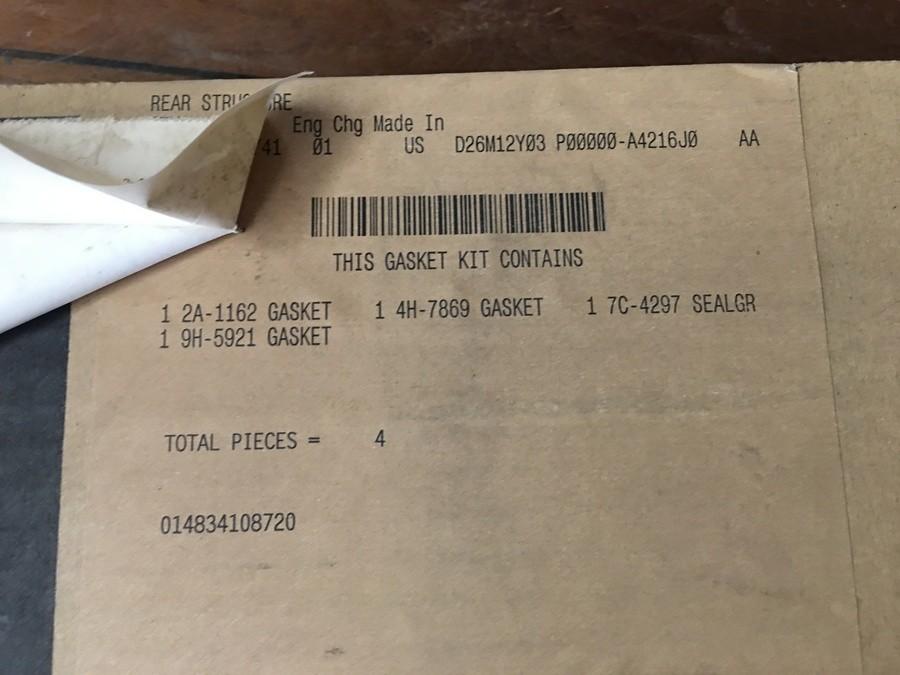 REAR STRUC RE
Eng Chg Made In
41 01 US D26M12Y03 P00000-A4216J0 AA
THIS GASKET KIT CONTAINS
1 2A-1162 GASKET 1 4H-7869 GASKET 1 7C-4297 SEALGR
1 9H-5921 GASKET
TOTAL PIECES = 4
014834108720